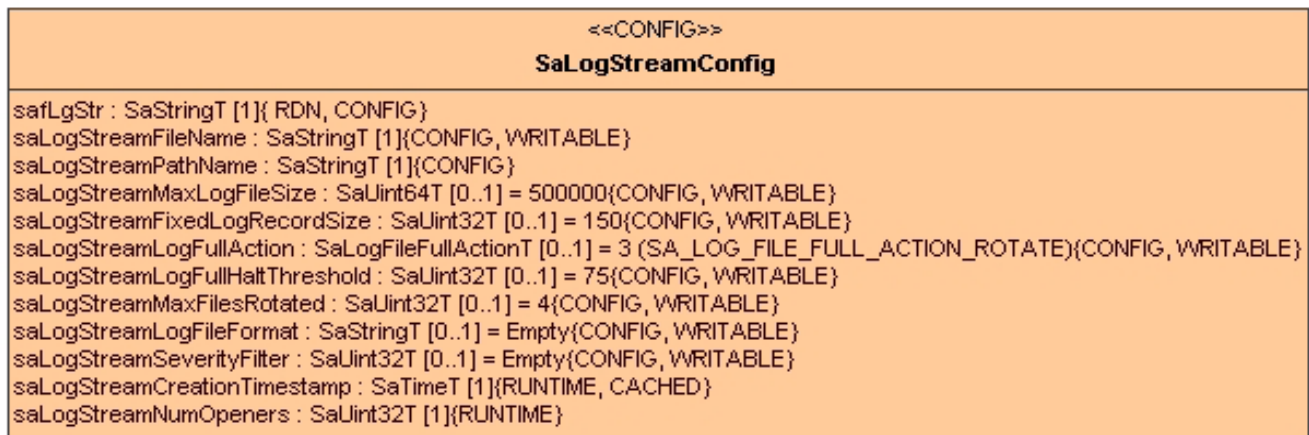 <<CONFIG>>
SaLogStreamConfig
safLgStr : SaStringT [1]{ RDN, CONFIG}
saLogStreamFileName : SaStringT [1]{CONFIG, WRITABLE}
saLogStreamPathName : SaStringT [1]{CONFIG}
saLogStreamMaxLogFileSize : SaUint64T [0..1] = 500000{CONFIG, WRITABLE}
saLogStreamFixedLogRecordSize : SaUint32T [0..1] = 150{CONFIG, WRITABLE}
saLogStreamLogFullAction : SaLogFileFullActionT [0..1] = 3 (SA_LOG_FILE_FULL_ACTION_ROTATE){CONFIG, WRITABLE}
saLogStreamLogFullHaltThreshold : SaUint32T [0..1] = 75{CONFIG, WRITABLE}
saLogStreamMaxFilesRotated : SaUint32T [0..1] = 4{CONFIG, WRITABLE}
saLogStreamLogFileFormat : SaStringT [0..1] = Empty{CONFIG, WRITABLE}
saLogStreamSeverityFilter : SaUint32T [0..1] = Empty{CONFIG, WRITABLE}
saLogStreamCreationTimestamp : SaTimeT [1]{RUNTIME, CACHED}
saLogStreamNumOpeners : SaUint32T [1]{RUNTIME}